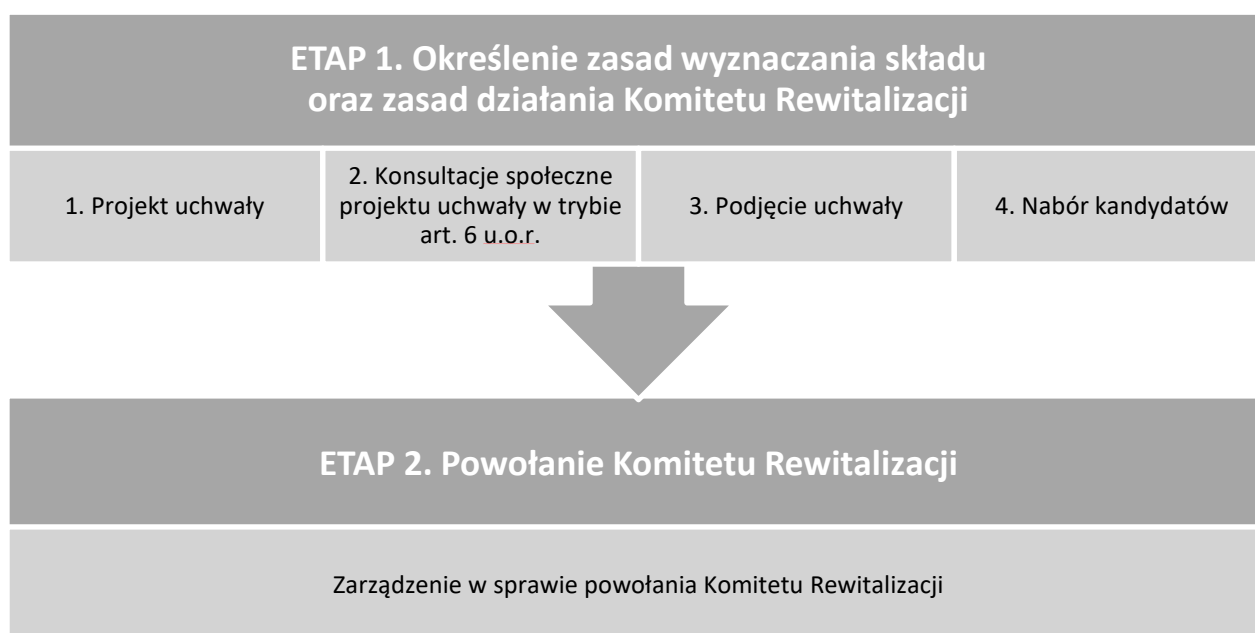 ETAP 1. Określenie zasad wyznaczania składu
oraz zasad działania Komitetu Rewitalizacji
1. Projekt uchwały
2. Konsultacje społeczne
projektu uchwały w trybie
art. 6 u.o.r.
3. Podjęcie uchwały
4. Nabór kandydatów
ETAP 2. Powołanie Komitetu Rewitalizacji
Zarządzenie w sprawie powołania Komitetu Rewitalizacji